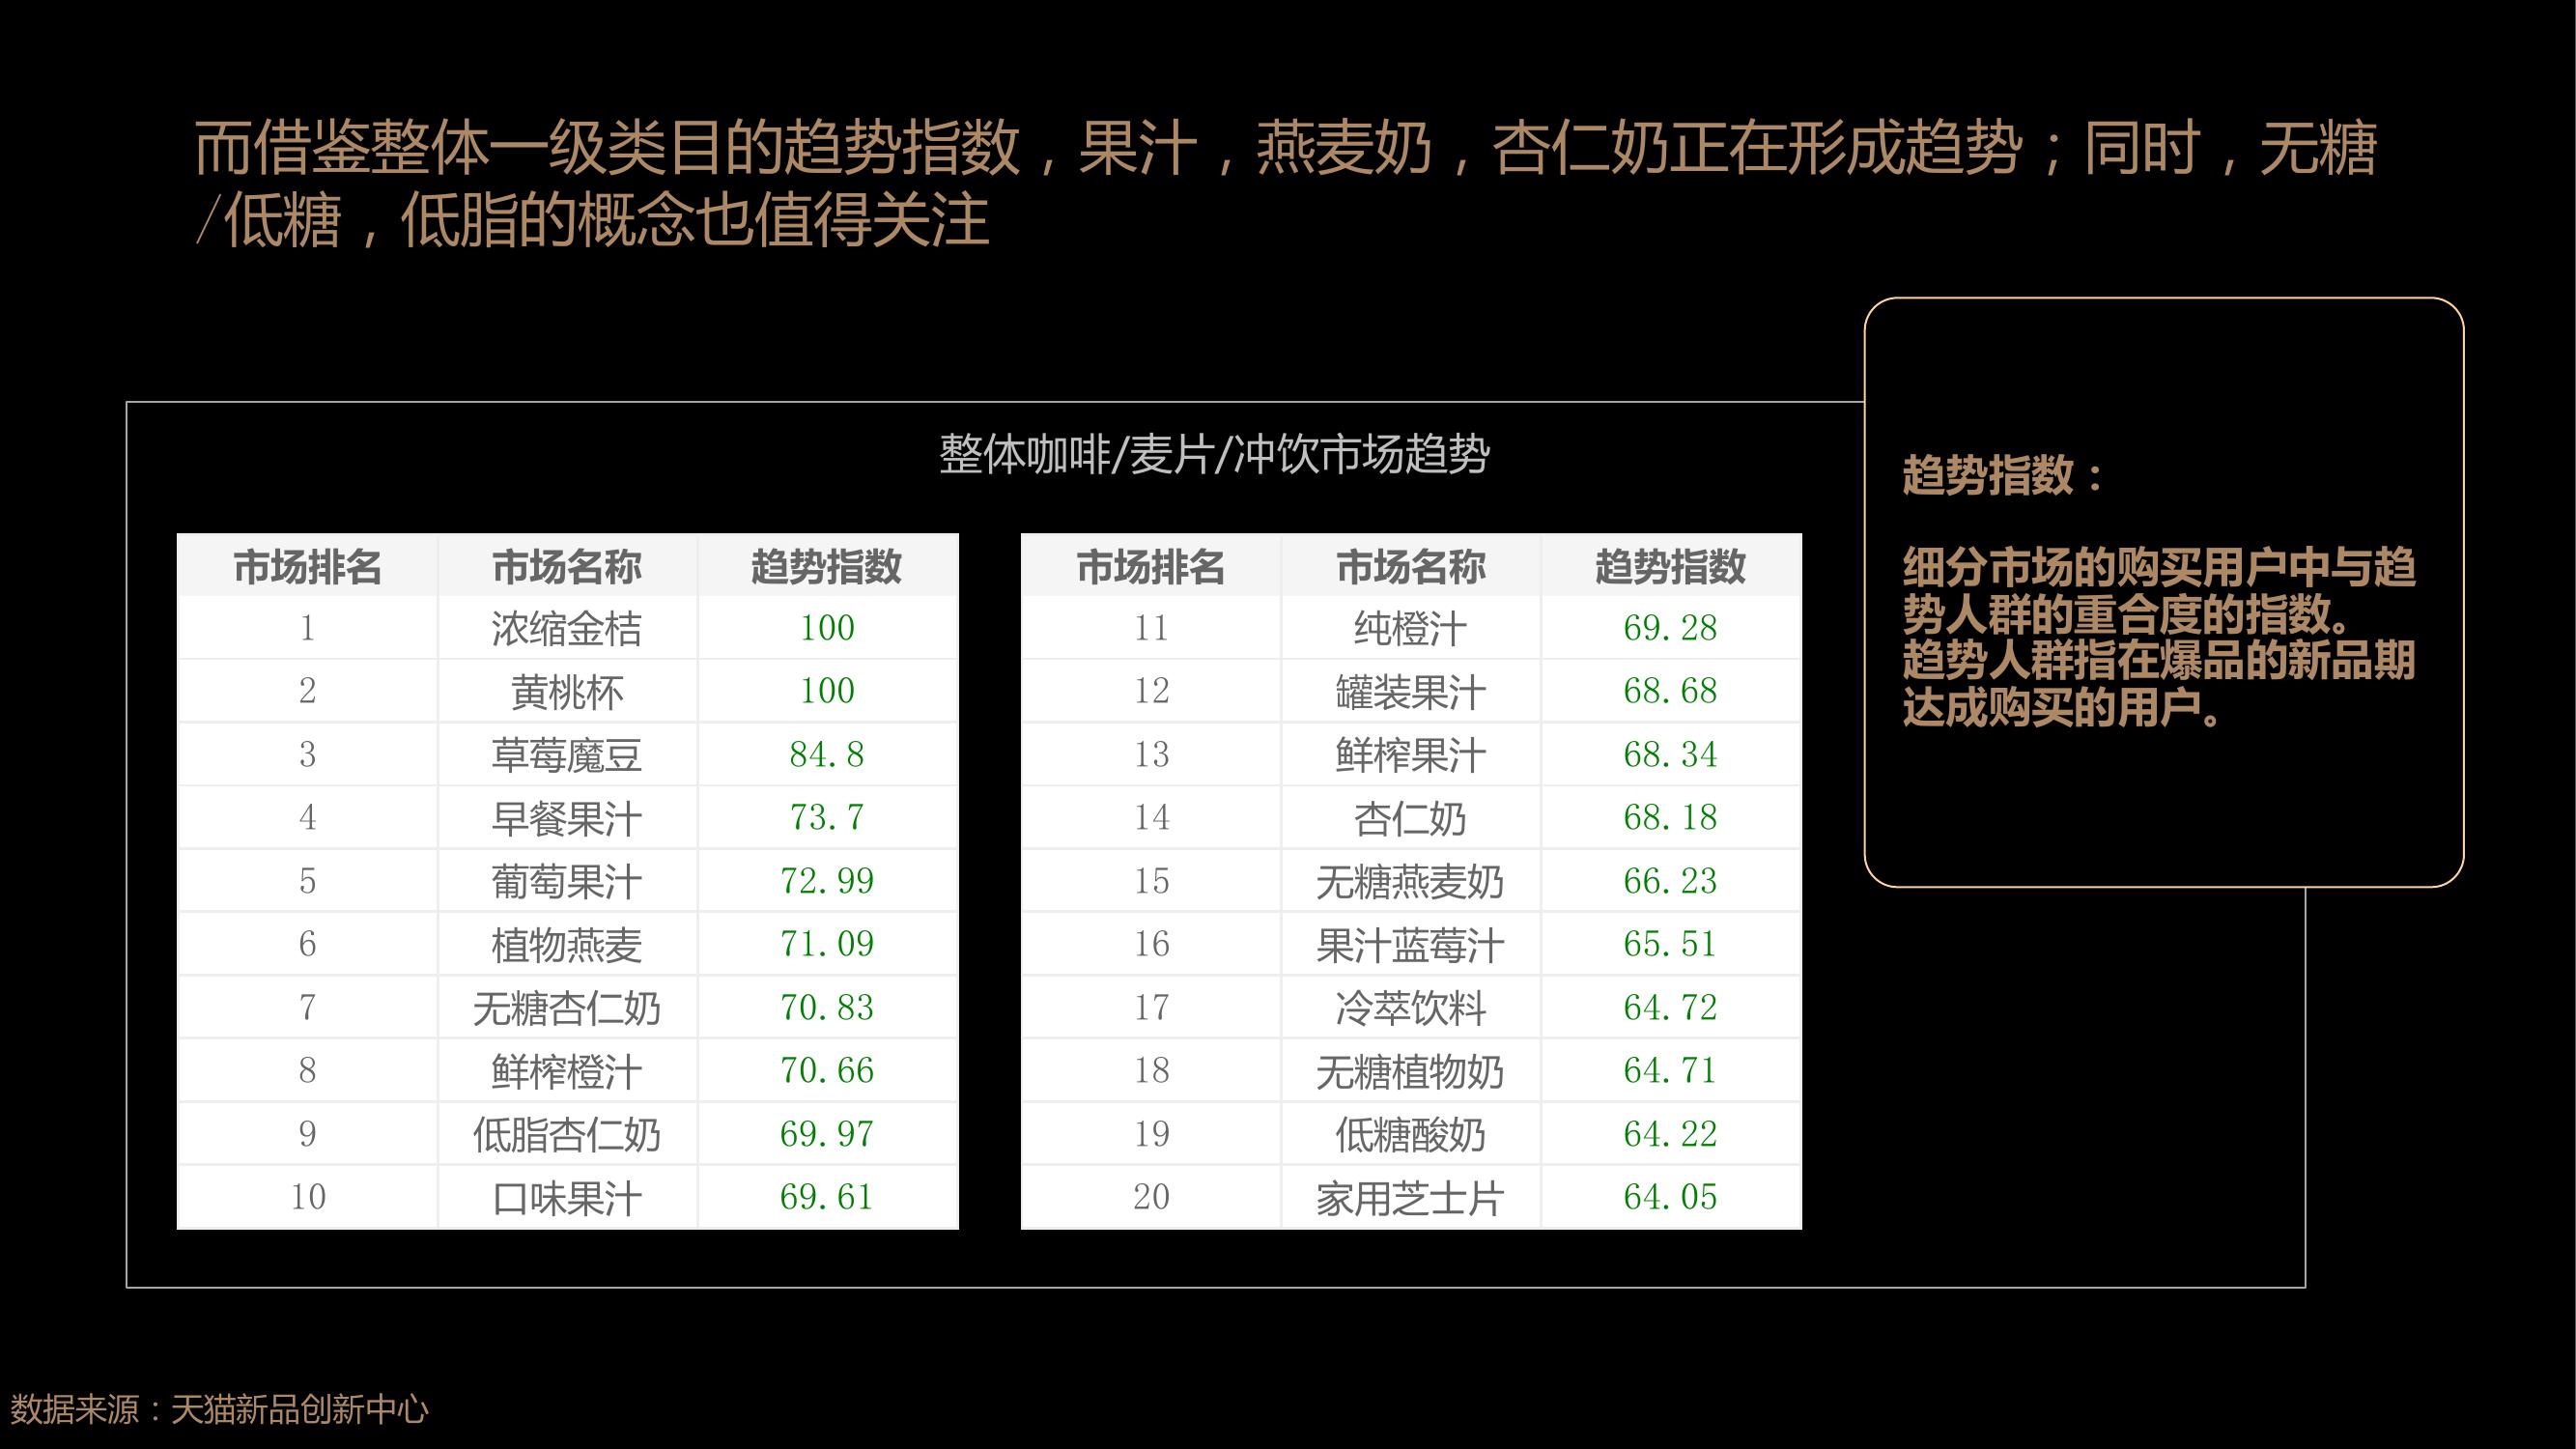 而借鉴整体一级类目的趋势指数，果汁，燕麦奶，杏仁奶正在形成趋势；同时，无糖
/低糖，低脂的概念也值得关注
整体咖啡/麦片/冲饮市场趋势
市场排名 市场名称 趋势指数
1 浓缩金桔 100
2 黄桃杯 100
3 草莓魔豆 84.8
4 早餐果汁 73.7
5 葡萄果汁 72.99
6 植物燕麦 71.09
7 无糖杏仁奶 70.83
8 鲜榨橙汁 70.66
9 低脂杏仁奶 69.97
10 口味果汁 69.61
市场排名 市场名称 趋势指数
11 纯橙汁 69.28
12 罐装果汁 68.68
13 鲜榨果汁 68.34
14 杏仁奶 68.18
15 无糖燕麦奶 66.23
16 果汁蓝莓汁 65.51
17 冷萃饮料 64.72
18 无糖植物奶 64.71
19 低糖酸奶 64.22
20 家用芝士片 64.05
趋势指数：
细分市场的购买用户中与趋
势人群的重合度的指数。
趋势人群指在爆品的新品期
达成购买的用户。
数据来源：天猫新品创新中心